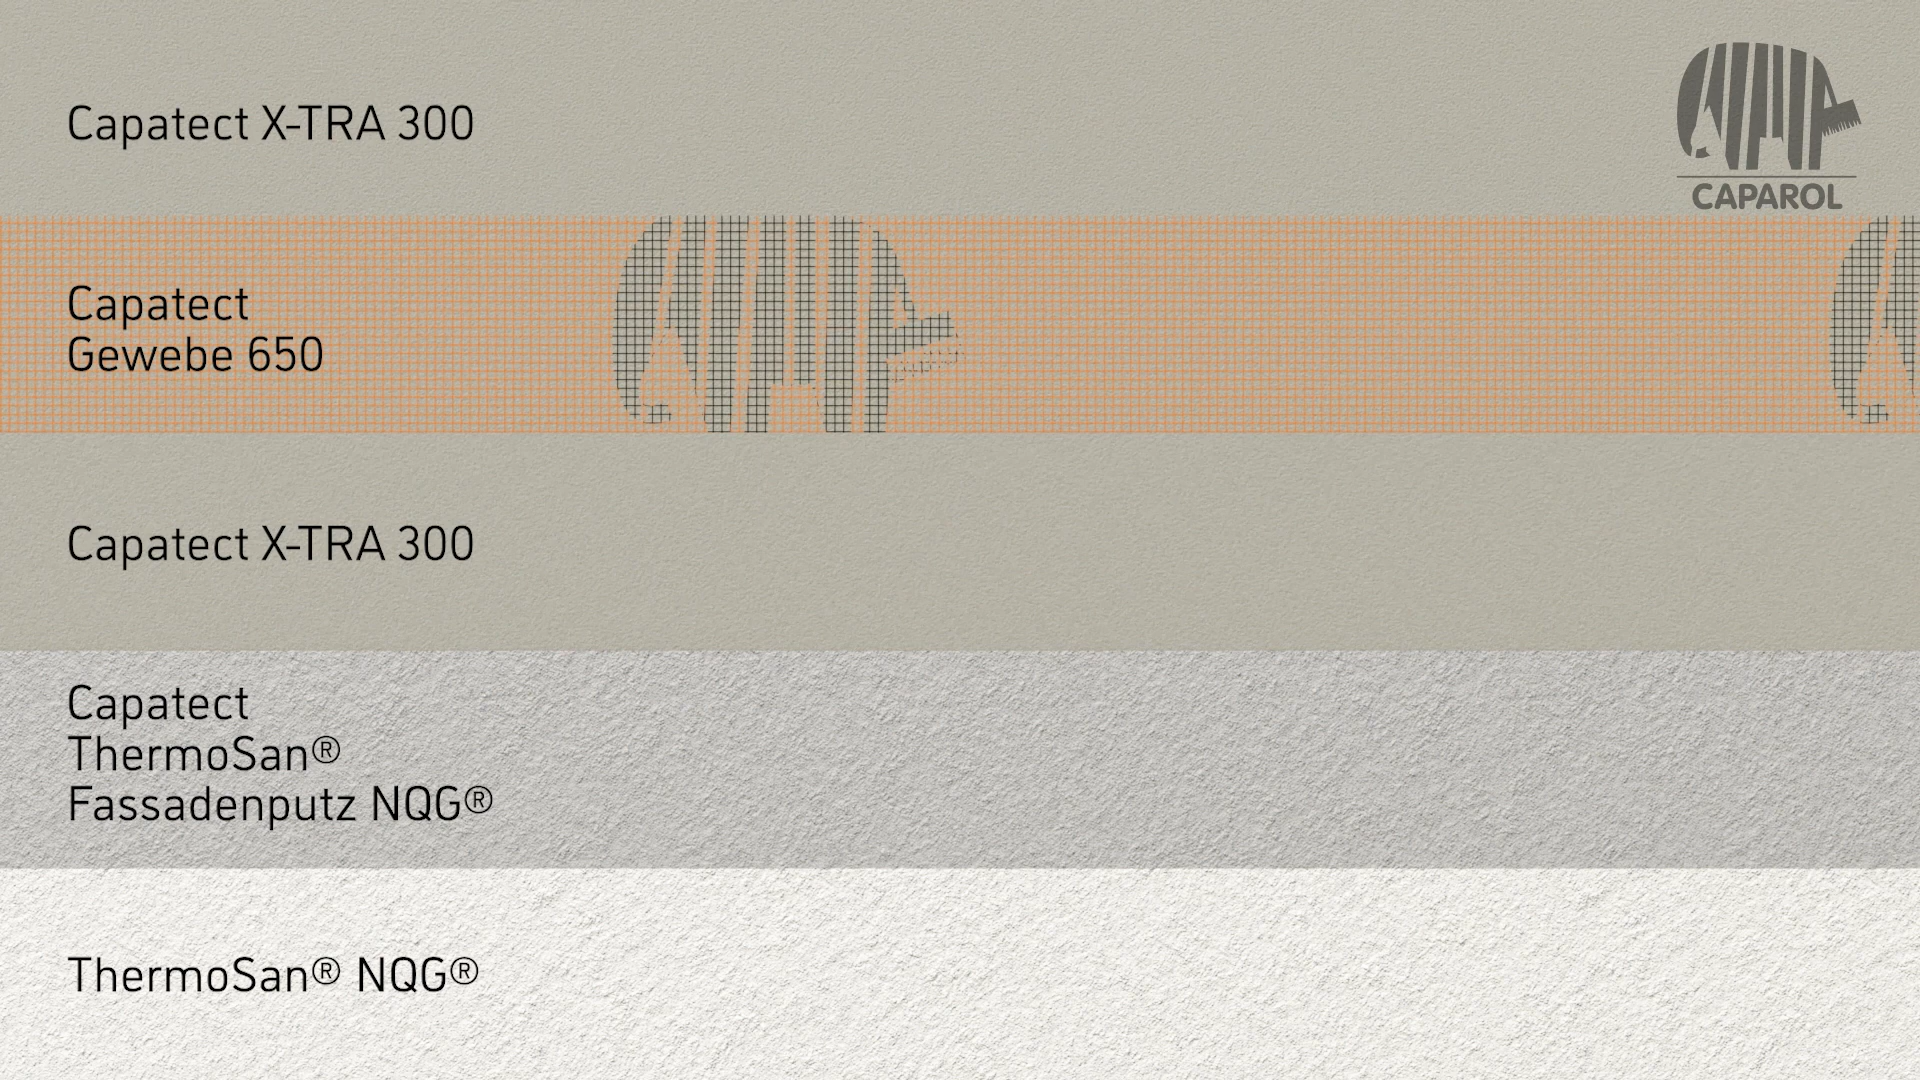 Capatect X-TRA 300
CAPAROL
Capatect
Gewebe 650
Capatect X-TRA 300
Capatect
ThermoSan®
Fassadenputz NQG®
ThermoSan® NQG®